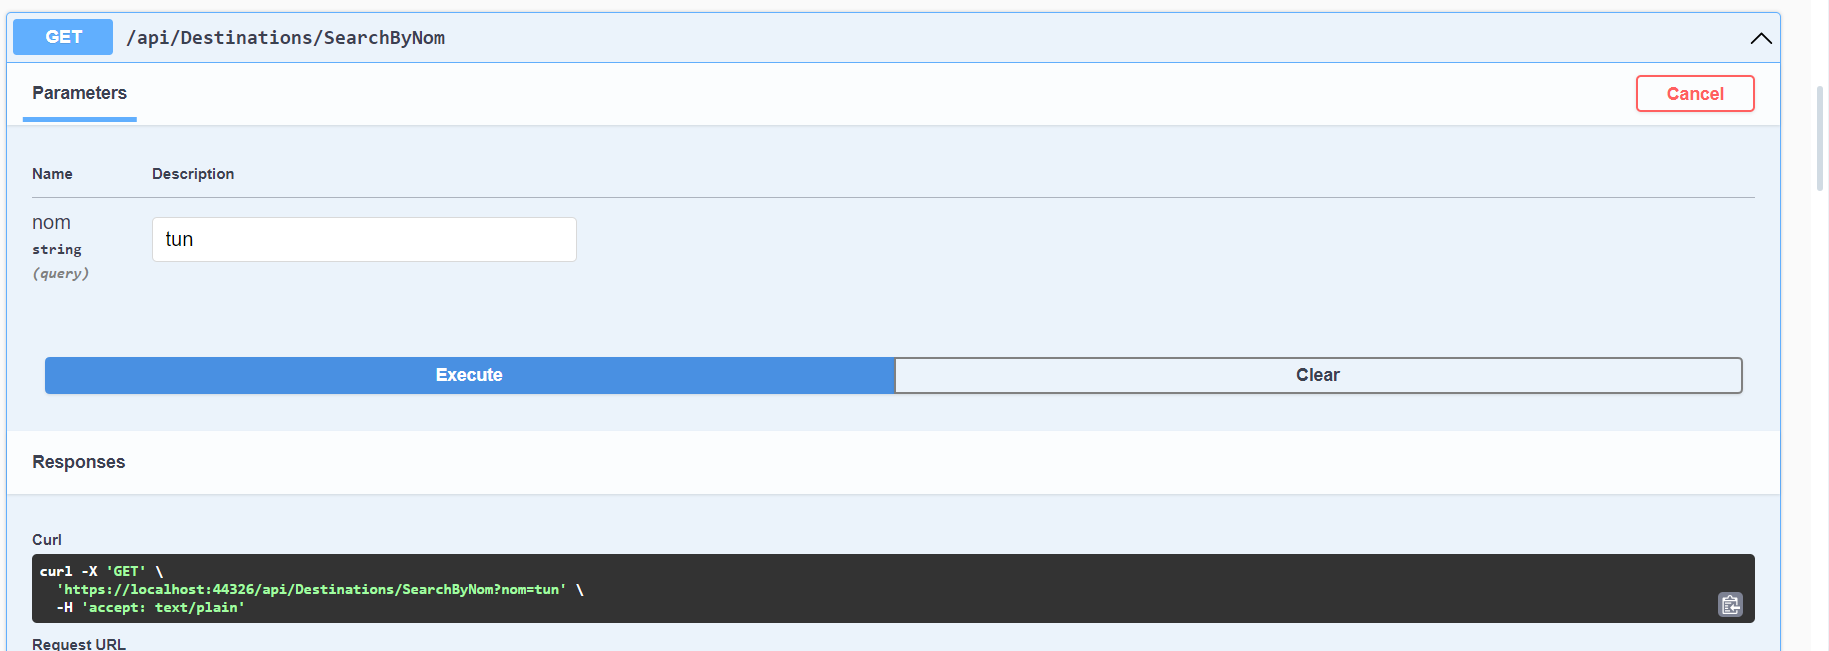 GET /api/Destinations/SearchByNom
Parameters
Cancel
Name Description
nom
string
(query)
tun
Execute Clear
Responses
Curl
curl -X 'GET' \
'https://localhost:44326/api/Destinations/SearchByNom?nom=tun' \
-H 'accept: text/plain'
Request URL